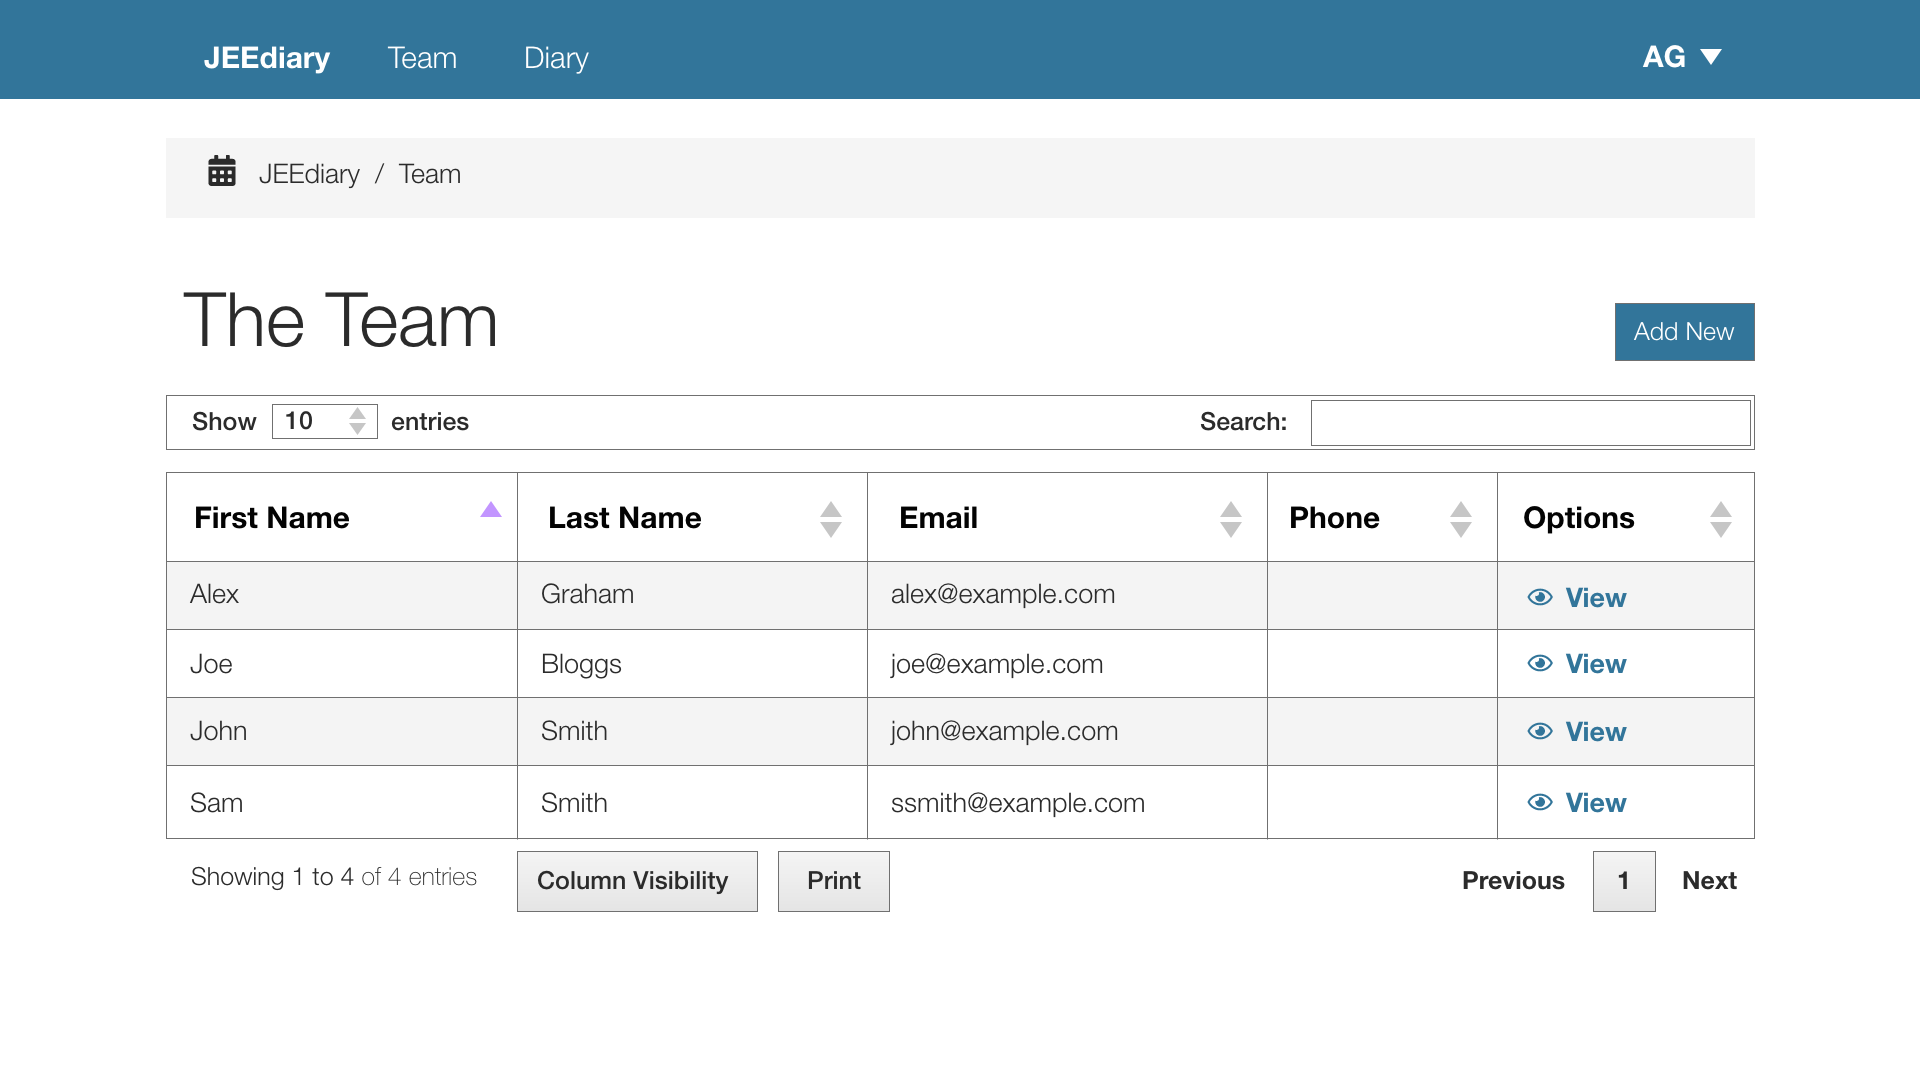 JEEdiary Team Diary AG
JEEdiary / Team
The Team
Add New
Show 10 entries Search:
First Name Last Name Email Phone Options
Alex Graham alex@example.com View
Joe Bloggs joe@example.com View
John Smith john@example.com View
Sam Smith ssmith@example.com View
Showing 1 to 4 of 4 entries Column Visibility Print Previous 1 Next